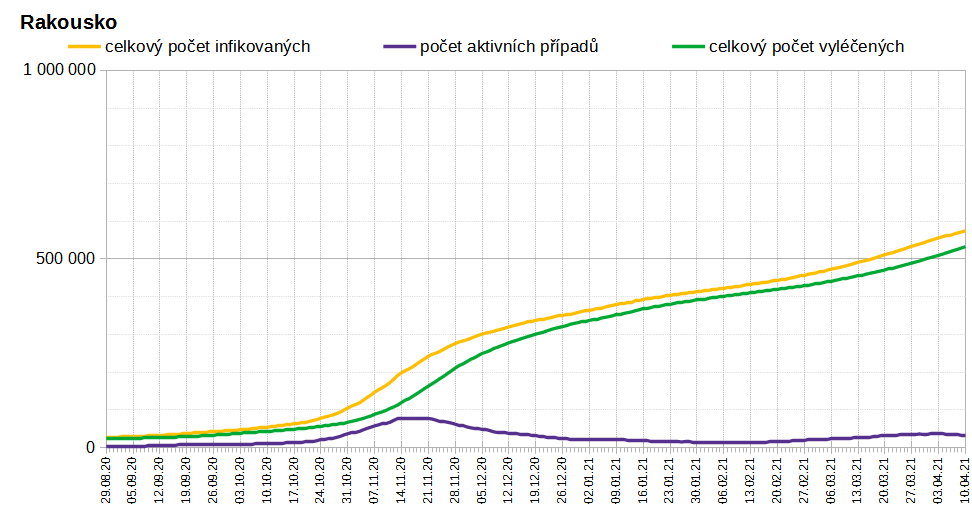 Rakousko
celkový počet infikovaných počet aktivních případů celkový počet vyléčených
1 000 000
500 000
0
29.08.20 05.09.20 12.09.20 19.09.20 26.09.20 03.10.20 10.10.20 17.10.20 24.10.20 31.10.20 07.11.20 14.11.20 21.11.20 28.11.20 05.12.20 12.12.20 19.12.20 26.12.20 02.01.21 09.01.21 16.01.21 23.01.21 30.01.21 06.02.21 13.02.21 20.02.21 27.02.21 06.03.21 13.03.21 20.03.21 27.03.21 03.04.21 10.04.21